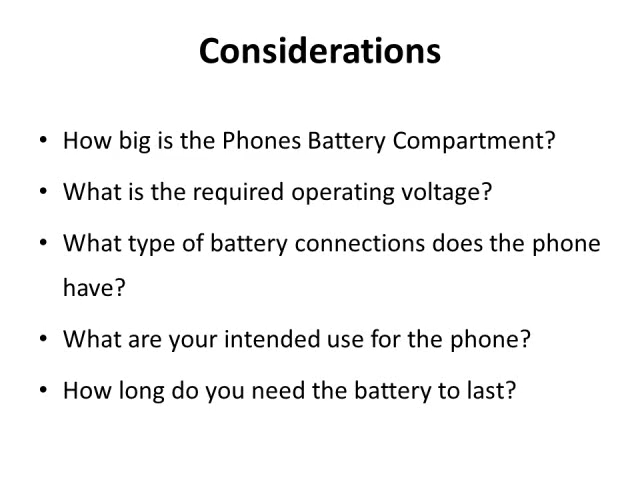 Considerations
• How big is the Phones Battery Compartment?
• What is the required operating voltage?
• What type of battery connections does the phone
have?
• What are your intended use for the phone?
• How long do you need the battery to last?